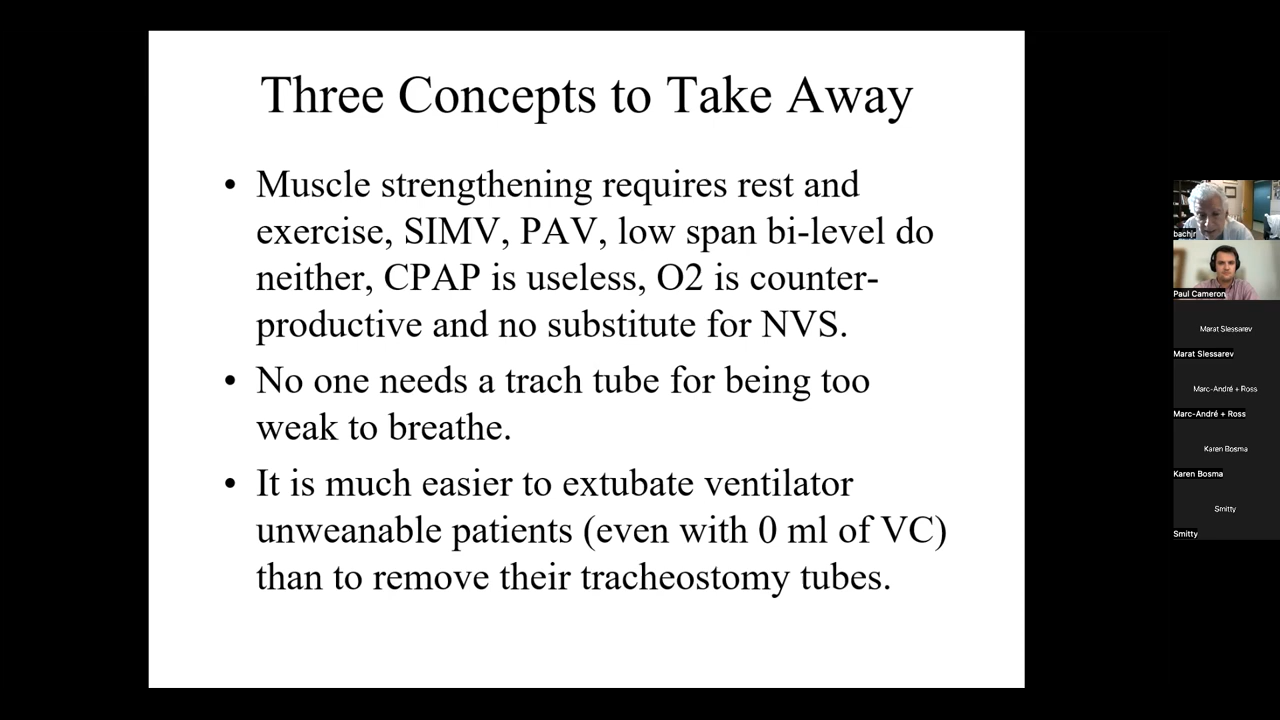 Three Concepts to Take Away
• Muscle strengthening requires rest and
exercise, SIMV, PAV, low span bi-level do
neither, CPAP is useless, O2 is counter-
productive and no substitute for NVS.
• No one needs a trach tube for being too
weak to breathe.
• It is much easier to extubate ventilator
unweanable patients (even with 0 ml of VC)
than to remove their tracheostomy tubes.
bachjr
Paul Cameron
Marat Slessarev
Marat Slessarev
Marc-André + Ross
Marc-André + Ross
Karen Bosma
Karen Bosma
Smitty
Smitty